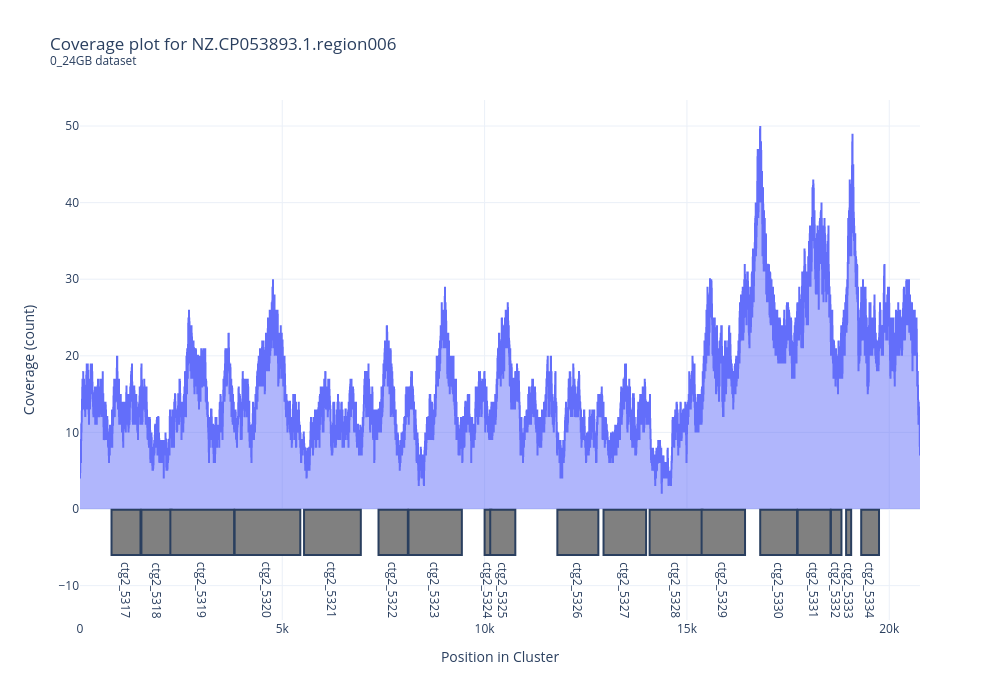 Coverage plot for NZ.CP053893.1.region006
0_24GB dataset
Coverage (count)
50
40
30
20
10
0
−10
ctg2_5317
ctg2_5318
ctg2_5319
ctg2_5320
ctg2_5321
ctg2_5322
ctg2_5323
ctg2_5324
ctg2_5325
ctg2_5326
ctg2_5327
ctg2_5328
ctg2_5329
ctg2_5330
ctg2_5331
ctg2_5332
ctg2_5333
ctg2_5334
0
5k
10k
15k
20k
Position in Cluster